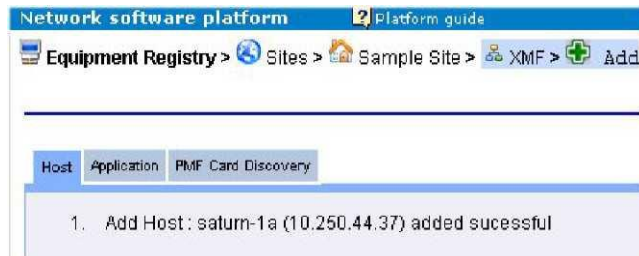 Network software platform Platform guide
Equipment Registry > Sites > Sample Site > XMF > Add
Host Application PMF Card Discovery
1. Add Host : saturn-1a (10.250.44.37) added sucessful